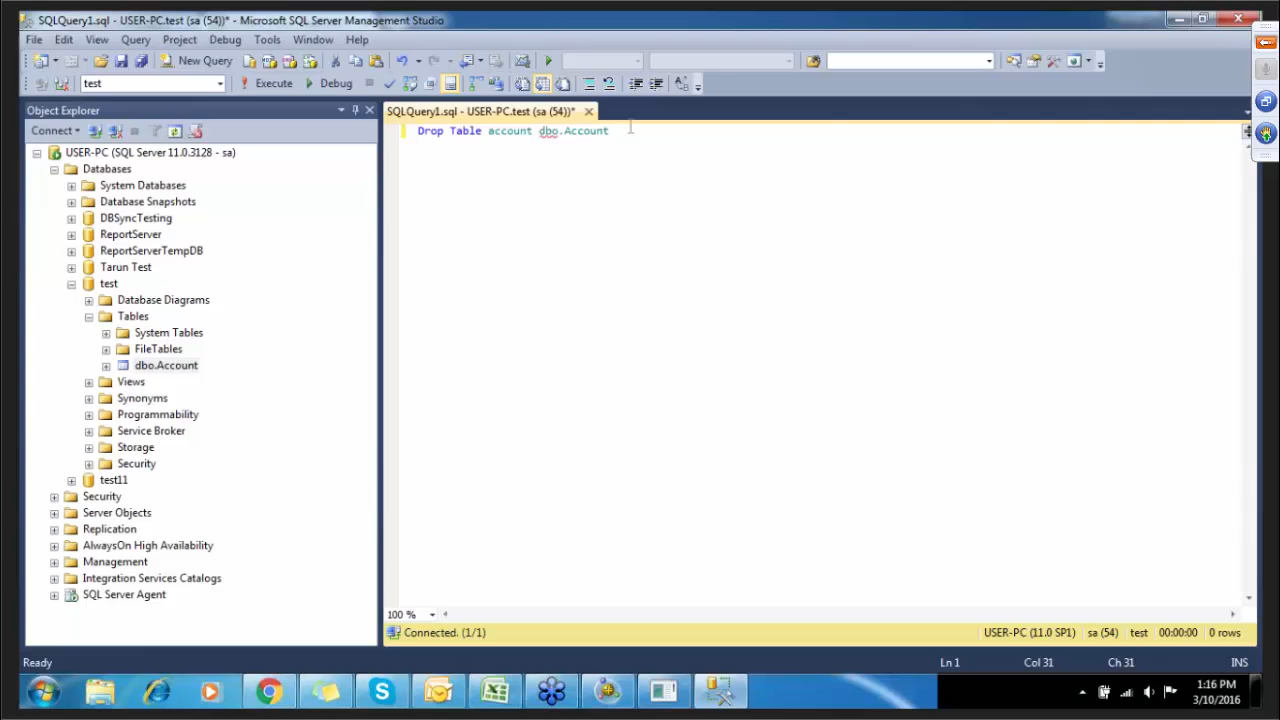 SQLQuery1.sql - USER-PC.test (sa (54))* - Microsoft SQL Server Management Studio
File Edit View Query Project Debug Tools Window Help
New Query
test Execute Debug
Object Explorer
SQLQuery1.sql - USER-PC.test (sa (54))*
Connect
Drop Table account dbo.Account
USER-PC (SQL Server 11.0.3128 - sa)
Databases
System Databases
Database Snapshots
DBSyncTesting
ReportServer
ReportServerTempDB
Tarun Test
test
Database Diagrams
Tables
System Tables
FileTables
dbo.Account
Views
Synonyms
Programmability
Service Broker
Storage
Security
test11
Security
Server Objects
Replication
AlwaysOn High Availability
Management
Integration Services Catalogs
SQL Server Agent
100 %
Connected. (1/1) USER-PC (11.0 SP1) sa (54) test 00:00:00 0 rows
Ready Ln 1 Col 31 Ch 31 INS
1:16 PM
3/10/2016